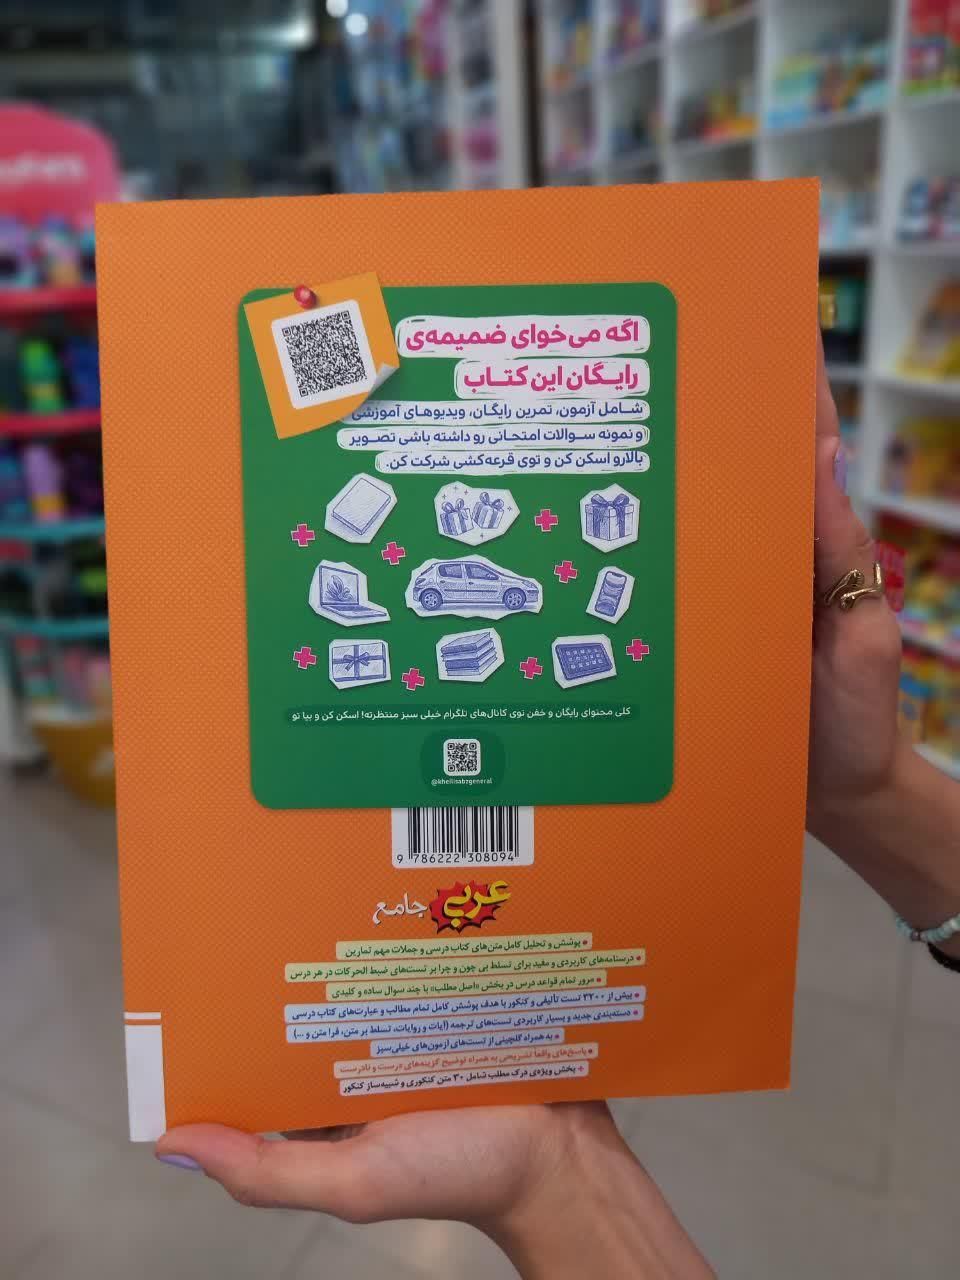 اگه می‌خوای ضمیمه‌ی
رایگان این کتاب
شامل آزمون، تمرین رایگان، ویدیوهای آموزشی
و نمونه سوالات امتحانی رو داشته باشی تصویر
بالارو اسکن کن و توی قرعه‌کشی شرکت کن.
کلی محتوای رایگان و خفن توی کانال‌های تلگرام خیلی سبز منتظرته! اسکن کن و بیا تو
@kheilisabzgeneral
9 786222 308094
عربی جامع
• پوشش و تحلیل کامل متن‌های کتاب درسی و جملات مهم تمارین
• درسنامه‌های کاربردی و مفید برای تسلط بی چون و چرا بر تست‌های ضبط الحرکات در هر درس
• مرور تمام قواعد درس در بخش «اصل مطلب» با چند سوال ساده و کلیدی
• بیش از ۳۲۰۰ تست تألیفی و کنکور با هدف پوشش کامل تمام مطالب و عبارت‌های کتاب درسی
• دسته‌بندی جدید و بسیار کاربردی تست‌های ترجمه (آیات و روایات، تسلط بر متن، فرا متن و ...)
• به همراه گلچینی از تست‌های آزمون‌های خیلی‌سبز
• پاسخ‌های واقعاً تشریحی به همراه توضیح گزینه‌های درست و نادرست
+ بخش ویژه‌ی درک مطلب شامل ۳۰ متن کنکوری و شبیه‌ساز کنکور